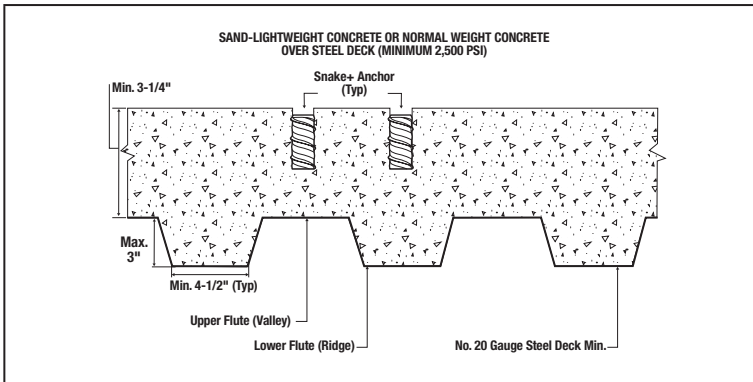 SAND-LIGHTWEIGHT CONCRETE OR NORMAL WEIGHT CONCRETE
OVER STEEL DECK (MINIMUM 2,500 PSI)
Snake+ Anchor
(Typ)
Min. 3-1/4"
Max.
3"
Min. 4-1/2" (Typ)
Upper Flute (Valley)
Lower Flute (Ridge)
No. 20 Gauge Steel Deck Min.